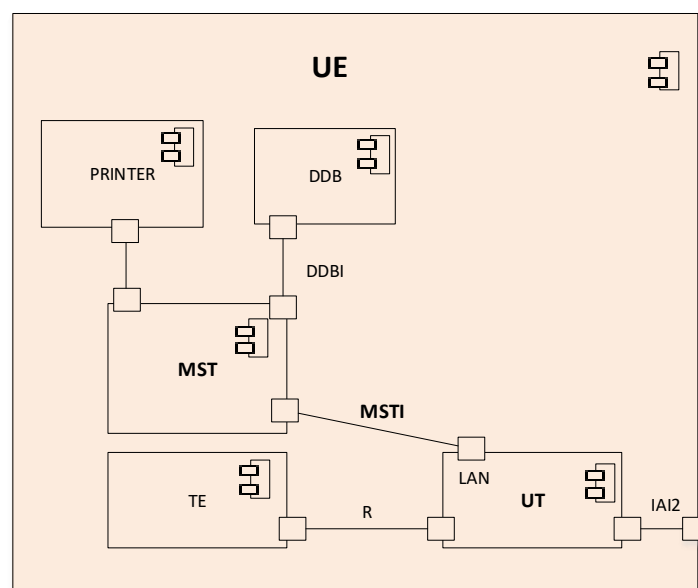 UE
PRINTER
DDB
DDBI
MST
MSTI
LAN
TE
R
UT
IAI2